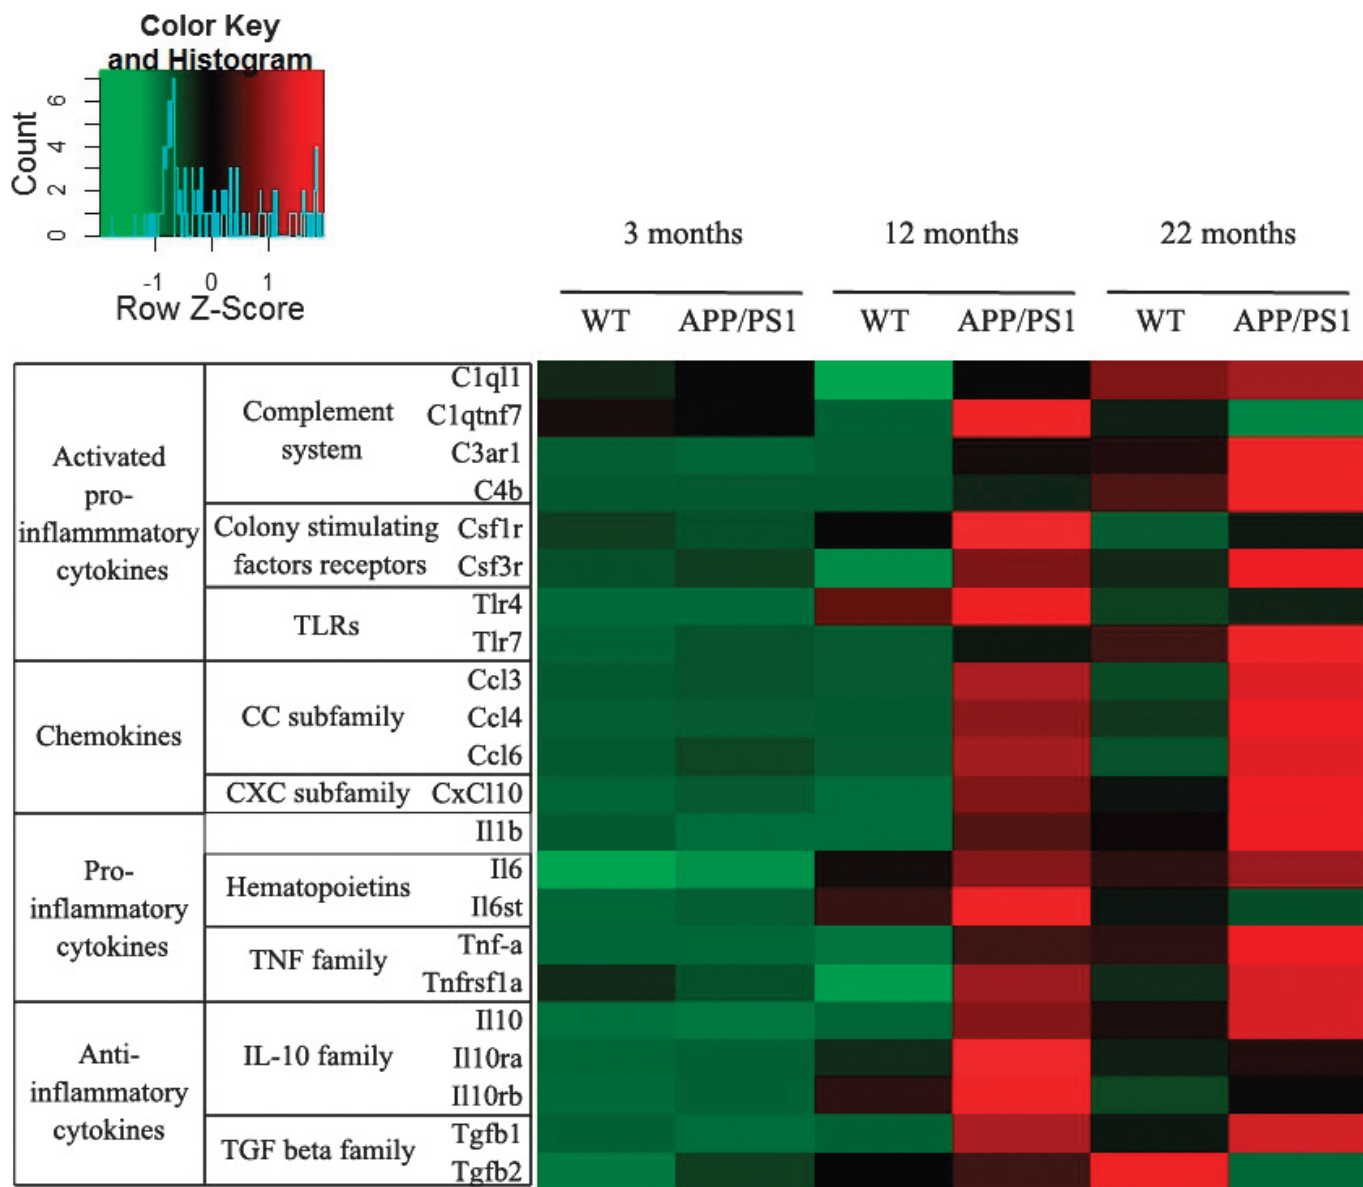 Color Key
and Histogram
Count
0
2
4
6
-1 0 1
Row Z-Score
3 months 12 months 22 months
WT APP/PS1 WT APP/PS1 WT APP/PS1
Activated
pro-
inflammmatory
cytokines
Complement
system
C1ql1
C1qtnf7
C3ar1
C4b
Colony stimulating
factors receptors
Csf1r
Csf3r
TLRs
Tlr4
Tlr7
Chemokines
CC subfamily
Ccl3
Ccl4
Ccl6
CXC subfamily CxCl10
Pro-
inflammatory
cytokines
Il1b
Hematopoietins
Il6
Il6st
TNF family
Tnf-a
Tnfrsf1a
Anti-
inflammatory
cytokines
IL-10 family
Il10
Il10ra
Il10rb
TGF beta family
Tgfb1
Tgfb2